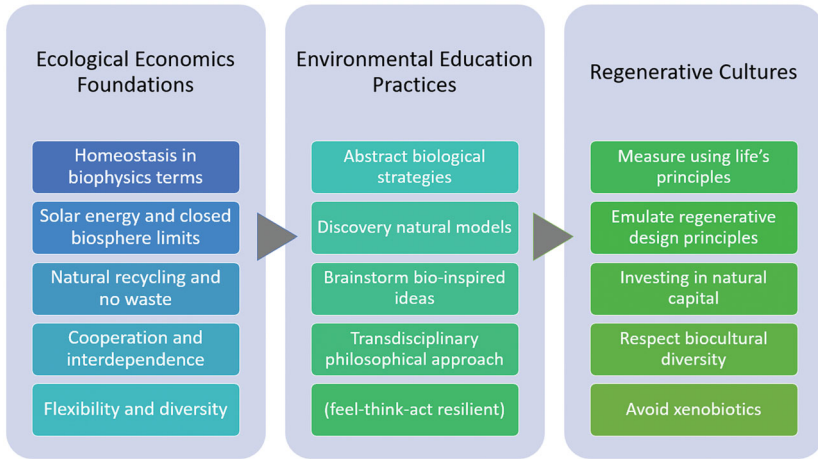 Ecological Economics
Foundations
Homeostasis in
biophysics terms
Solar energy and closed
biosphere limits
Natural recycling and
no waste
Cooperation and
interdependence
Flexibility and diversity
Environmental Education
Practices
Abstract biological
strategies
Discovery natural models
Brainstorm bio-inspired
ideas
Transdisciplinary
philosophical approach
(feel-think-act resilient)
Regenerative Cultures
Measure using life's
principles
Emulate regenerative
design principles
Investing in natural
capital
Respect biocultural
diversity
Avoid xenobiotics